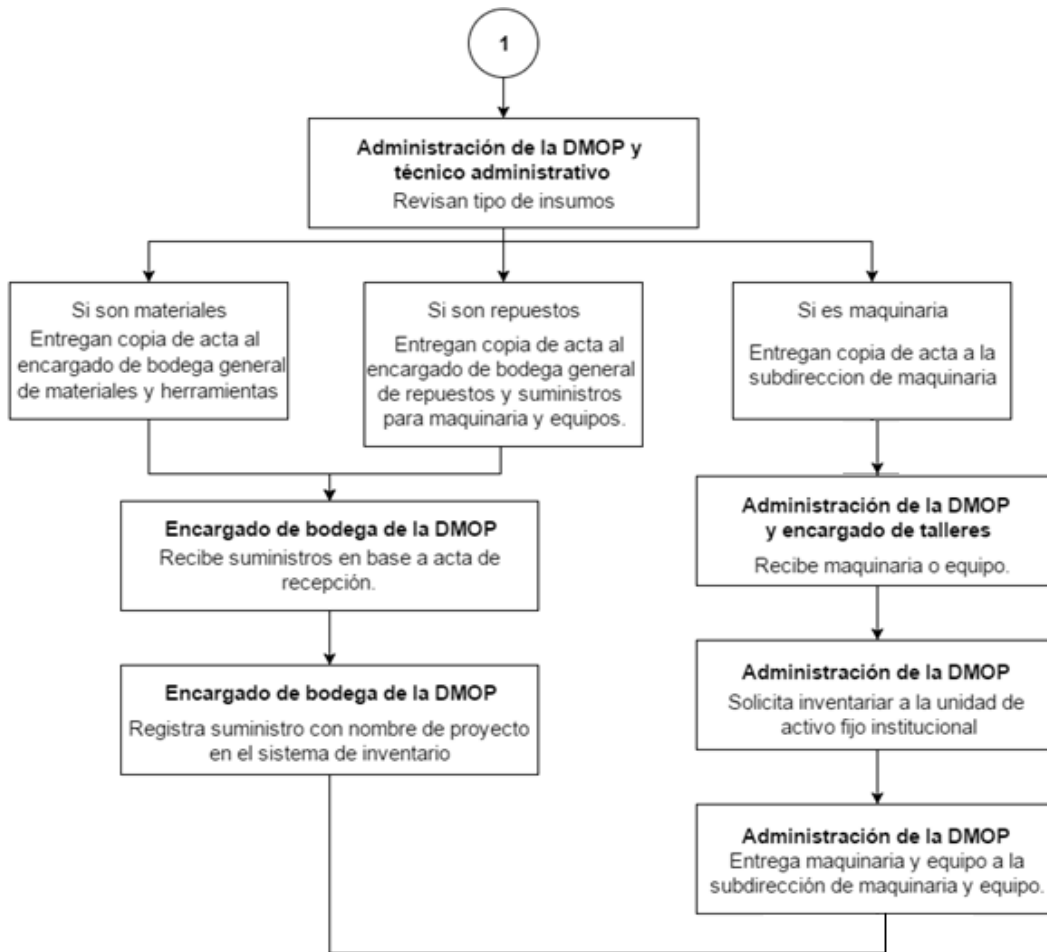 1
Administración de la DMOP y
técnico administrativo
Revisan tipo de insumos
Si son materiales
Entregan copia de acta al
encargado de bodega general
de materiales y herramientas
Si son repuestos
Entregan copia de acta al
encargado de bodega general
de repuestos y suministros
para maquinaria y equipos.
Si es maquinaria
Entregan copia de acta a la
subdireccion de maquinaria
Encargado de bodega de la DMOP
Recibe suministros en base a acta de
recepción.
Administración de la DMOP
y encargado de talleres
Recibe maquinaria o equipo.
Encargado de bodega de la DMOP
Registra suministro con nombre de proyecto
en el sistema de inventario
Administración de la DMOP
Solicita inventariar a la unidad de
activo fijo institucional
Administración de la DMOP
Entrega maquinaria y equipo a la
subdirección de maquinaria y equipo.